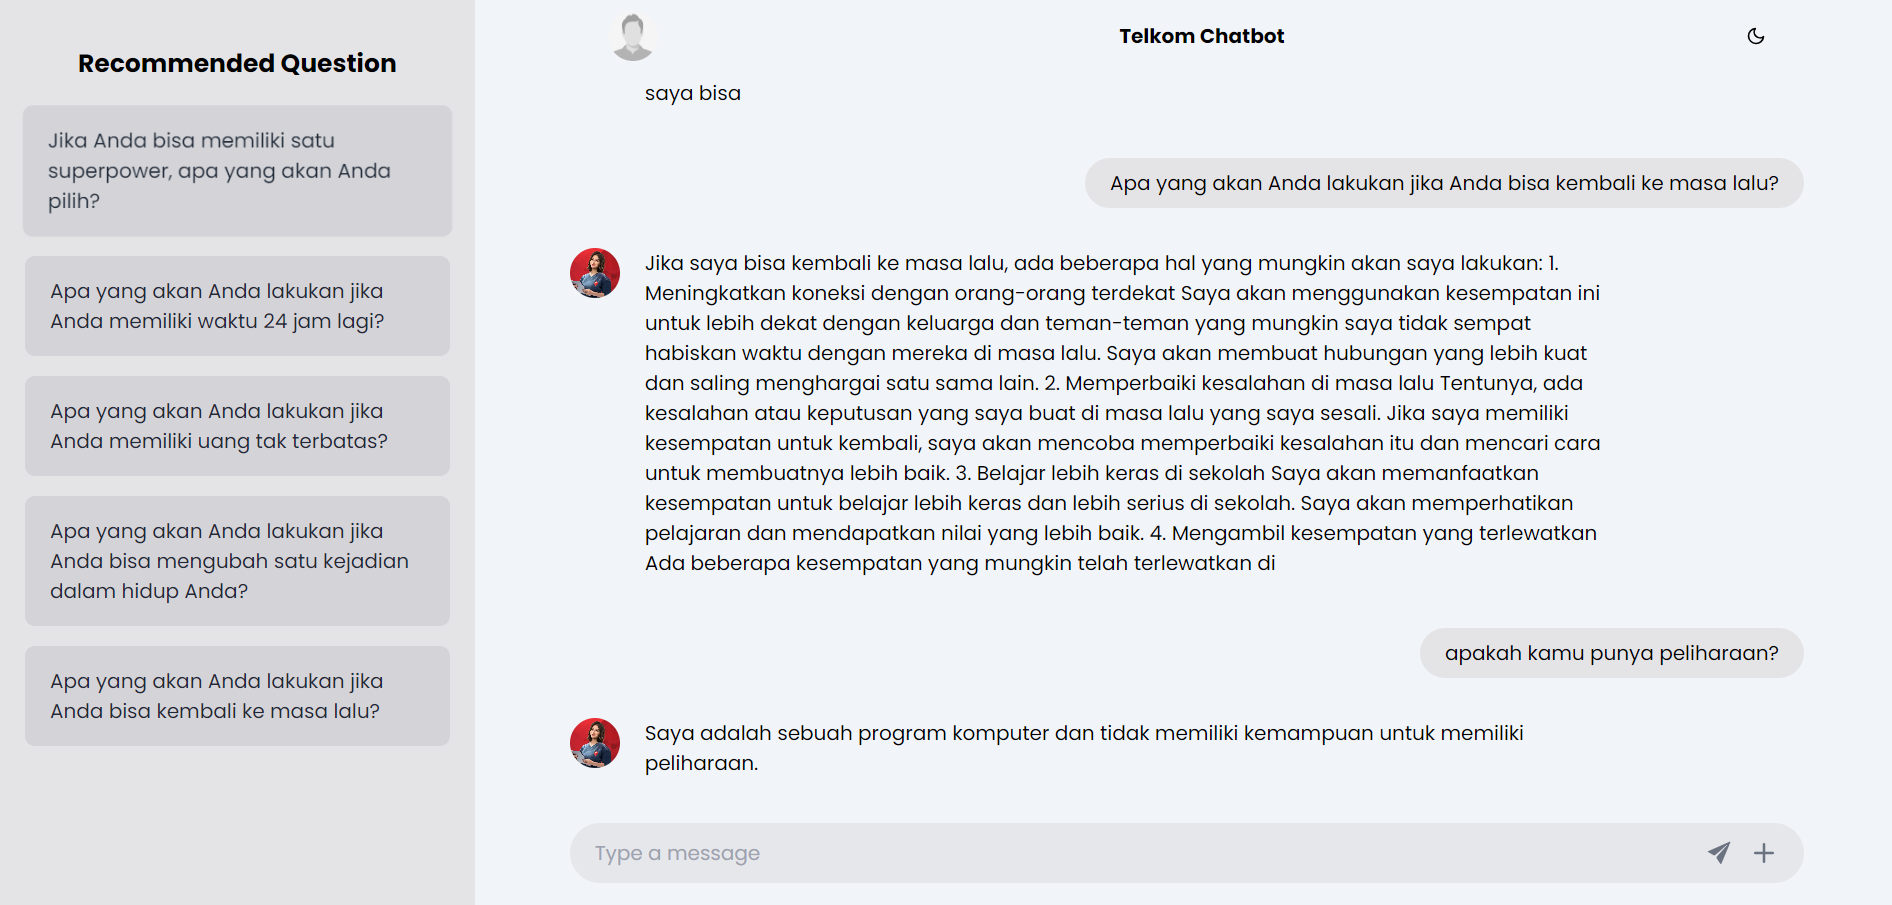 Recommended Question
Jika Anda bisa memiliki satu
superpower, apa yang akan Anda
pilih?
Apa yang akan Anda lakukan jika
Anda memiliki waktu 24 jam lagi?
Apa yang akan Anda lakukan jika
Anda memiliki uang tak terbatas?
Apa yang akan Anda lakukan jika
Anda bisa mengubah satu kejadian
dalam hidup Anda?
Apa yang akan Anda lakukan jika
Anda bisa kembali ke masa lalu?
Telkom Chatbot
saya bisa
Apa yang akan Anda lakukan jika Anda bisa kembali ke masa lalu?
Jika saya bisa kembali ke masa lalu, ada beberapa hal yang mungkin akan saya lakukan: 1.
Meningkatkan koneksi dengan orang-orang terdekat Saya akan menggunakan kesempatan ini
untuk lebih dekat dengan keluarga dan teman-teman yang mungkin saya tidak sempat
habiskan waktu dengan mereka di masa lalu. Saya akan membuat hubungan yang lebih kuat
dan saling menghargai satu sama lain. 2. Memperbaiki kesalahan di masa lalu Tentunya, ada
kesalahan atau keputusan yang saya buat di masa lalu yang saya sesali. Jika saya memiliki
kesempatan untuk kembali, saya akan mencoba memperbaiki kesalahan itu dan mencari cara
untuk membuatnya lebih baik. 3. Belajar lebih keras di sekolah Saya akan memanfaatkan
kesempatan untuk belajar lebih keras dan lebih serius di sekolah. Saya akan memperhatikan
pelajaran dan mendapatkan nilai yang lebih baik. 4. Mengambil kesempatan yang terlewatkan
Ada beberapa kesempatan yang mungkin telah terlewatkan di
apakah kamu punya peliharaan?
Saya adalah sebuah program komputer dan tidak memiliki kemampuan untuk memiliki
peliharaan.
Type a message